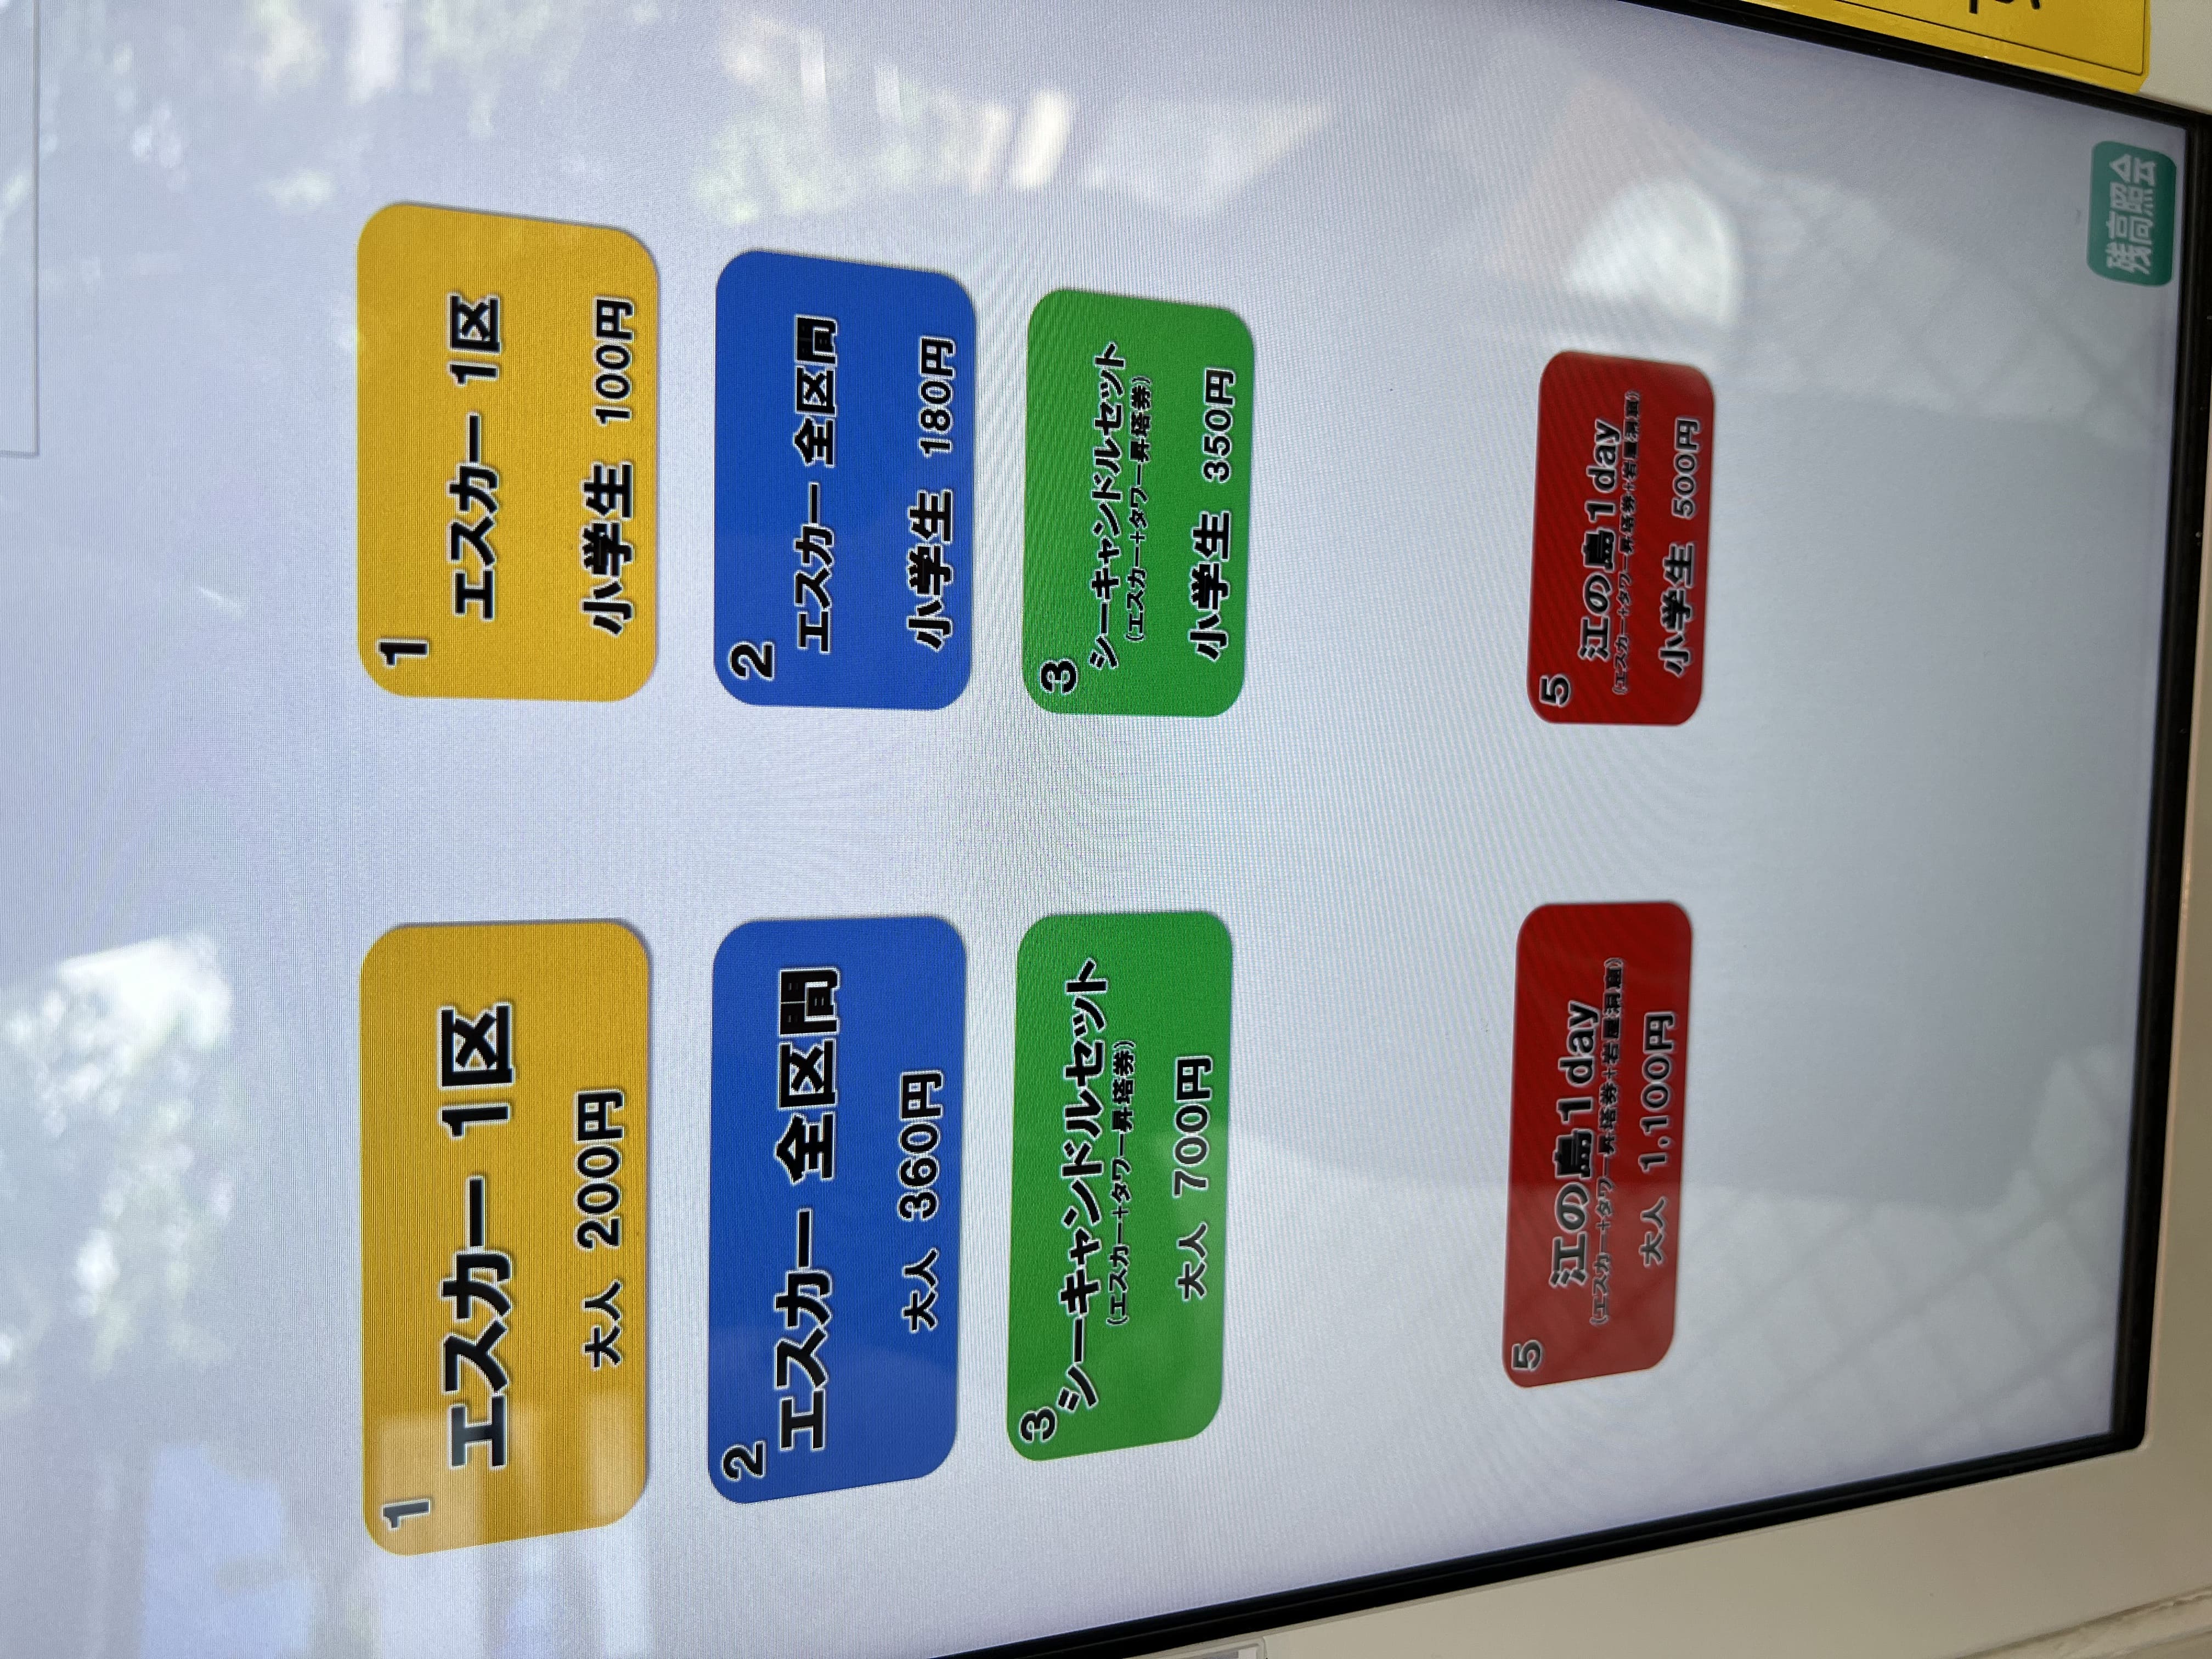 1
エスカー 1区
大人 200円
1
エスカー 1区
小学生 100円
2
エスカー 全区間
大人 360円
2
エスカー 全区間
小学生 180円
3
シーキャンドルセット
(エスカー+タワー昇塔券)
大人 700円
3
シーキャンドルセット
(エスカー+タワー昇塔券)
小学生 350円
5
江の島1day
(エスカー+タワー昇塔券+岩屋洞窟)
大人 1,100円
5
江の島1day
(エスカー+タワー昇塔券+岩屋洞窟)
小学生 500円
残高照会